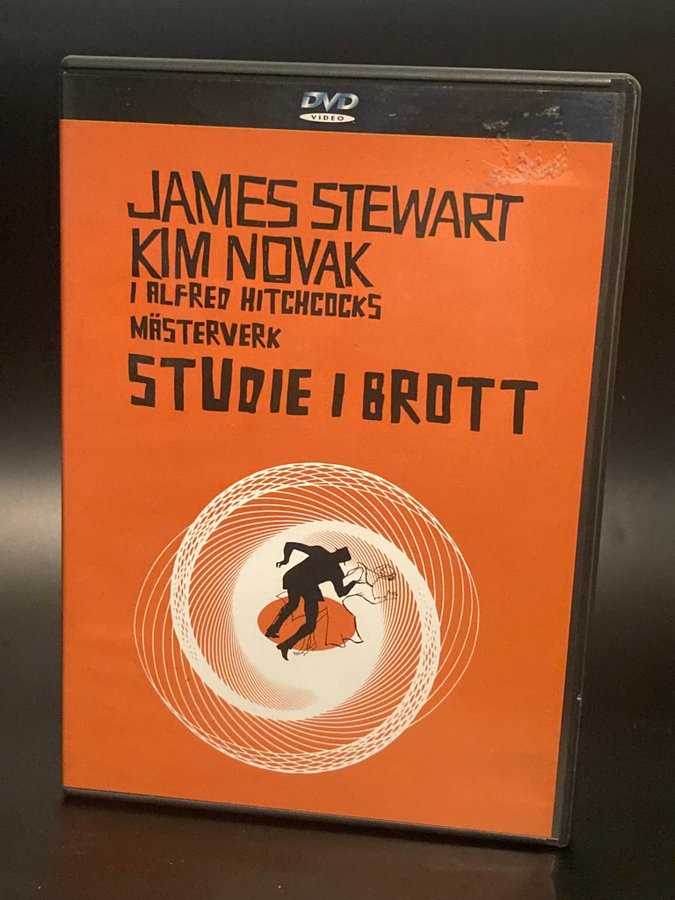 DVD
VIDEO
JAMES STEWART
KIM NOVAK
I ALFRED HITCHCOCKS
MÄSTERVERK
STUDIE I BROTT